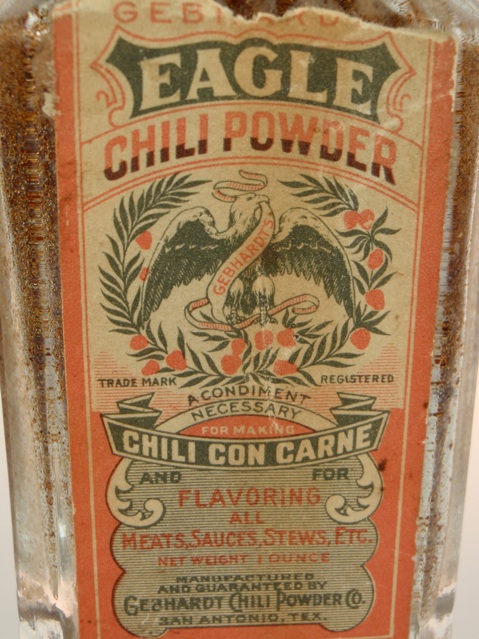 GEBHARDT'S
EAGLE
CHILI POWDER
GEBHARDT'S
TRADE MARK REGISTERED
A CONDIMENT
NECESSARY
FOR MAKING
CHILI CON CARNE
AND FOR
FLAVORING
ALL
MEATS, SAUCES, STEWS, ETC.
NET WEIGHT 1 OUNCE
MANUFACTURED
AND GUARANTEED BY
GEBHARDT CHILI POWDER CO.
SAN ANTONIO, TEX.